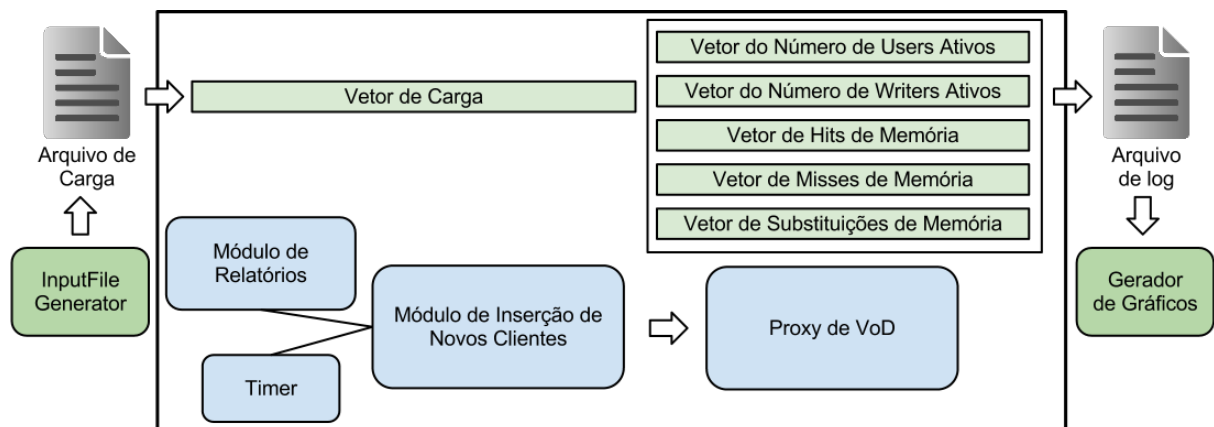 Arquivo de
Carga
InputFile
Generator
Vetor de Carga
Vetor do Número de Users Ativos
Vetor do Número de Writers Ativos
Vetor de Hits de Memória
Vetor de Misses de Memória
Vetor de Substituições de Memória
Módulo de
Relatórios
Timer
Módulo de Inserção de
Novos Clientes
Proxy de VoD
Arquivo
de log
Gerador
de Gráficos